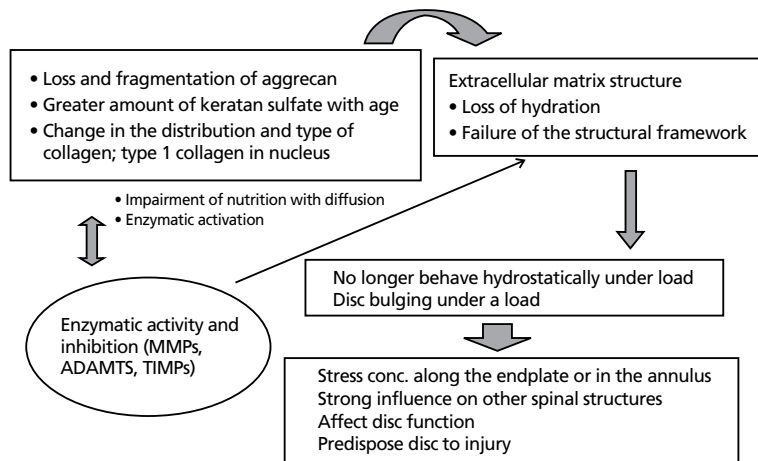 • Loss and fragmentation of aggrecan
• Greater amount of keratan sulfate with age
• Change in the distribution and type of
collagen; type 1 collagen in nucleus
Extracellular matrix structure
• Loss of hydration
• Failure of the structural framework
• Impairment of nutrition with diffusion
• Enzymatic activation
Enzymatic activity and
inhibition (MMPs,
ADAMTS, TIMPs)
No longer behave hydrostatically under load
Disc bulging under a load
Stress conc. along the endplate or in the annulus
Strong influence on other spinal structures
Affect disc function
Predispose disc to injury